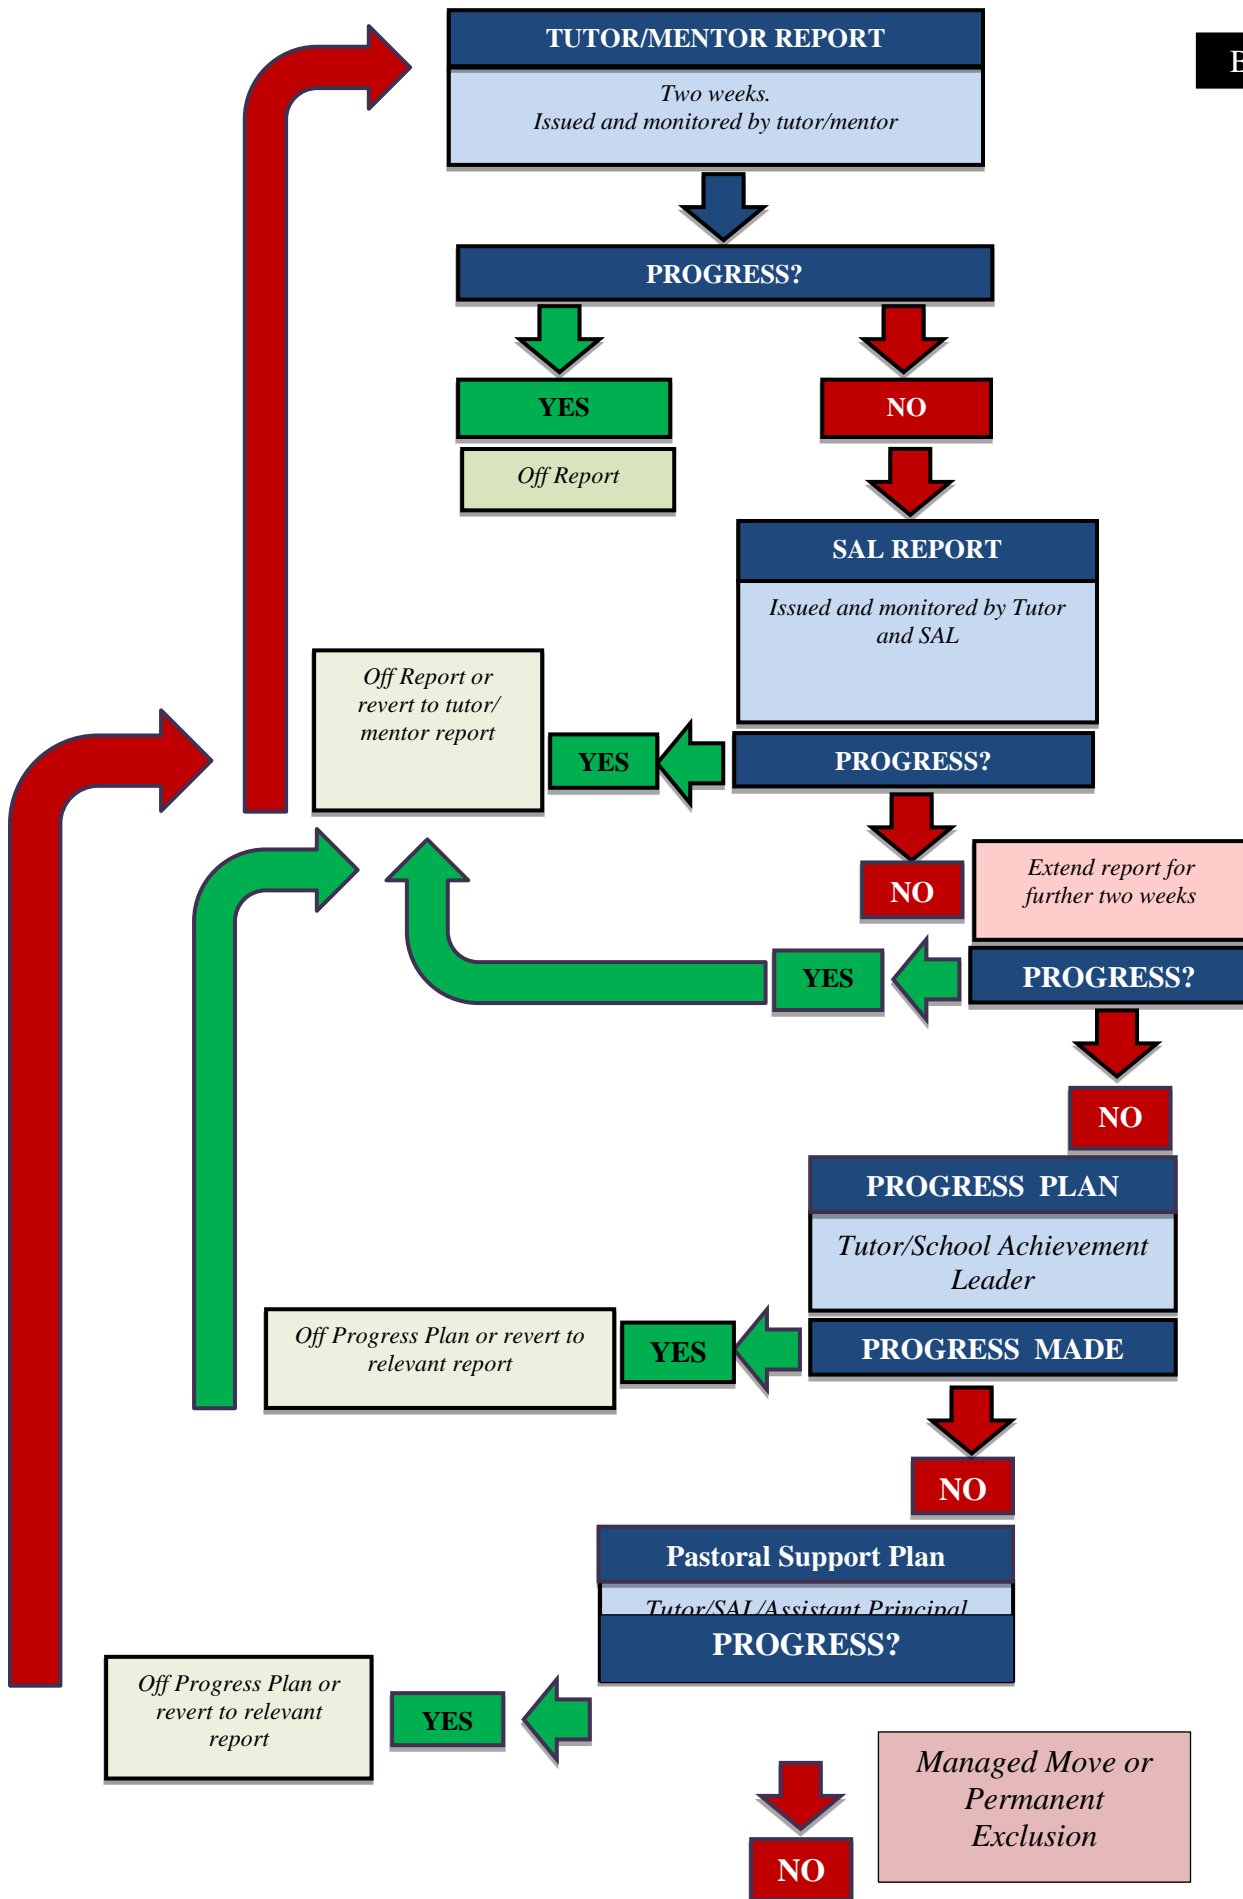 TUTOR/MENTOR REPORT
B
Two weeks.
Issued and monitored by tutor/mentor
PROGRESS?
YES
NO
Off Report
SAL REPORT
Issued and monitored by Tutor
and SAL
Off Report or
revert to tutor/
mentor report
YES
PROGRESS?
NO
Extend report for
further two weeks
YES
PROGRESS?
NO
PROGRESS PLAN
Tutor/School Achievement
Leader
Off Progress Plan or revert to
relevant report
YES
PROGRESS MADE
NO
Pastoral Support Plan
Tutor/SAL/Assistant Principal
PROGRESS?
Off Progress Plan or
revert to relevant
report
YES
Managed Move or
Permanent
Exclusion
NO